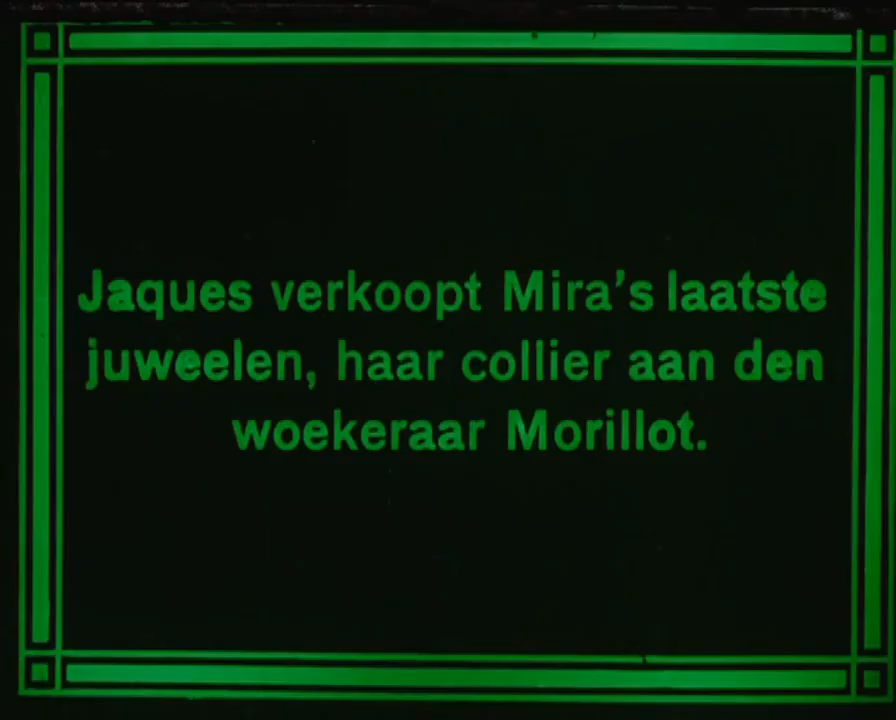 Jaques verkoopt Mira's laatste
juweelen, haar collier aan den
woekeraar Morillot.